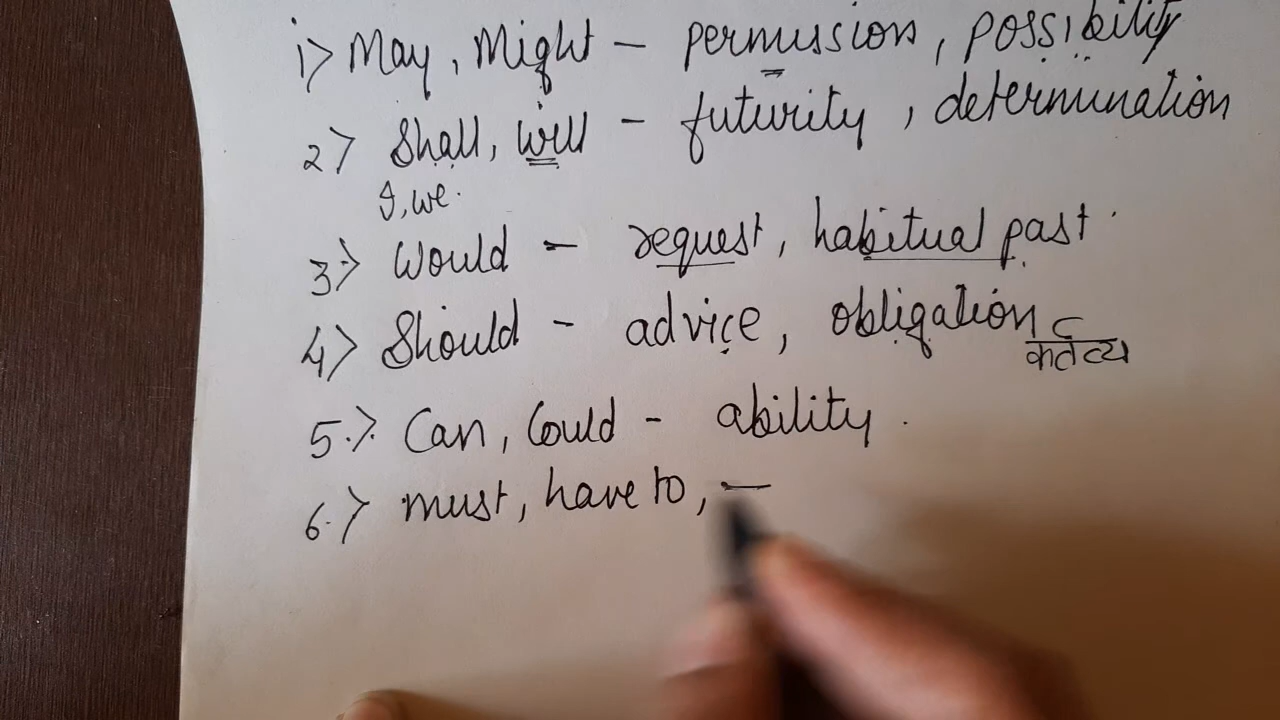 1> May, Might - permission, possibility
2> Shall, will - futurity, determination
I, we.
3> Would - request, habitual past.
4> Should - advice, obligation
कर्तव्य
5.> Can, Could - ability.
6.> must, have to, -